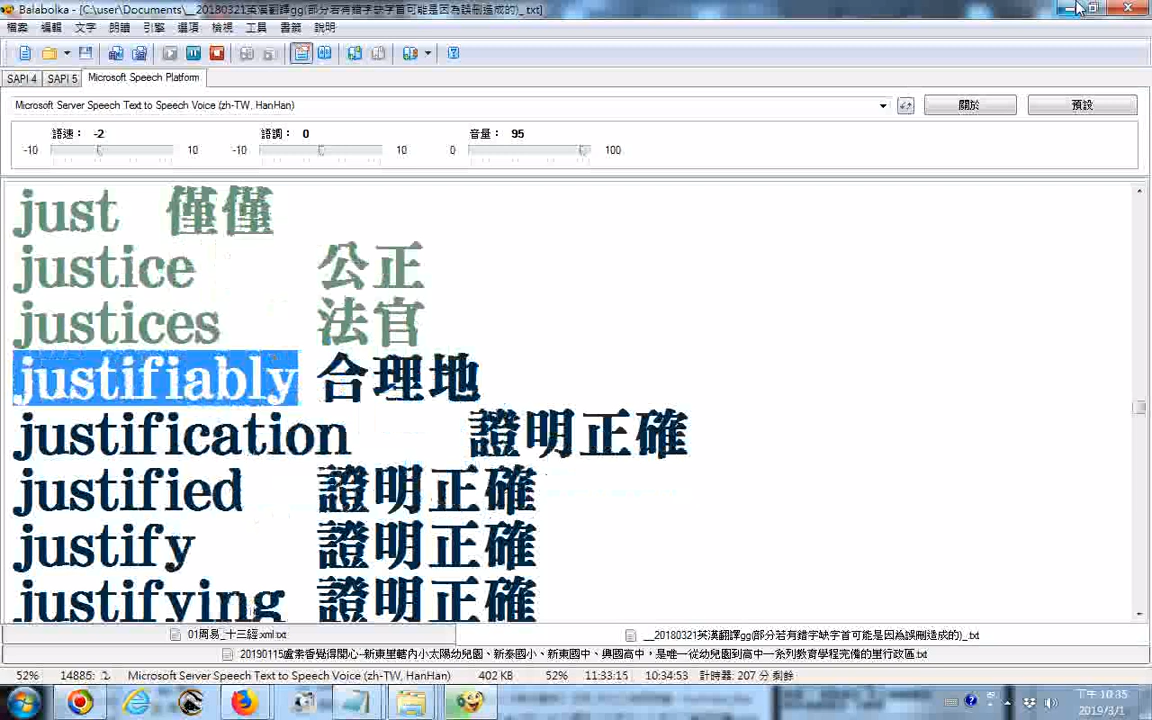 Balabolka - [C:\user\Documents\__20180321英漢翻譯gg(部分若有錯字缺字首可能是因為誤刪造成的)_.txt]
檔案 編輯 文字 朗讀 引擎 選項 檢視 工具 書籤 說明
SAPI 4 SAPI 5 Microsoft Speech Platform
Microsoft Server Speech Text to Speech Voice (zh-TW, HanHan) 關於 預設
語速： -2 語調： 0 音量： 95
-10 10 -10 10 0 100
just 僅僅
justice 公正
justices 法官
justifiably 合理地
justification 證明正確
justified 證明正確
justify 證明正確
justifying 證明正確
01周易_十三經.xml.txt __20180321英漢翻譯gg(部分若有錯字缺字首可能是因為誤刪造成的)_.txt
20190115盧素香覺得開心-新東里轄內小太陽幼兒園、新泰國小、新東國中、興國高中，是唯一從幼兒園到高中一系列教育學程完備的里行政區.txt
52% 14885: 2 Microsoft Server Speech Text to Speech Voice (zh-TW, HanHan) 402 KB 52% 11:33:15 10:34:53 計時器: 207 分 剩餘
下午 10:35
2019/3/1